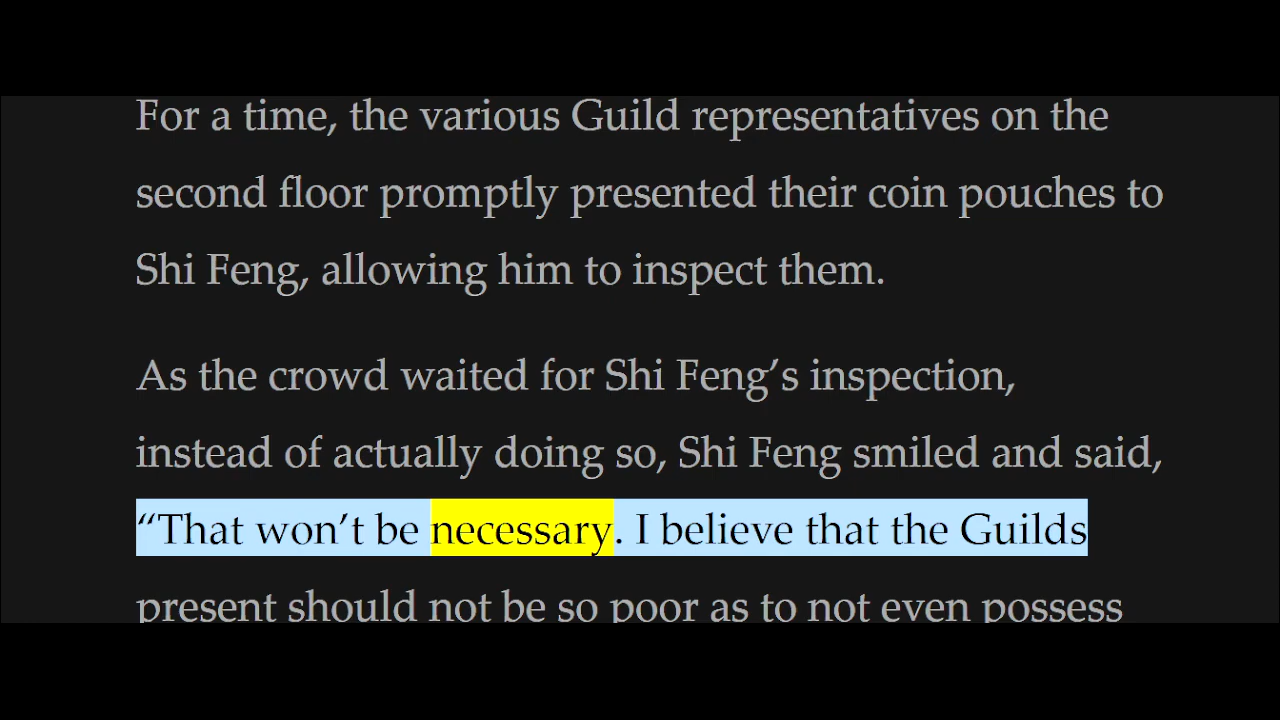 For a time, the various Guild representatives on the
second floor promptly presented their coin pouches to
Shi Feng, allowing him to inspect them.
As the crowd waited for Shi Feng’s inspection,
instead of actually doing so, Shi Feng smiled and said,
“That won’t be necessary. I believe that the Guilds
present should not be so poor as to not even possess